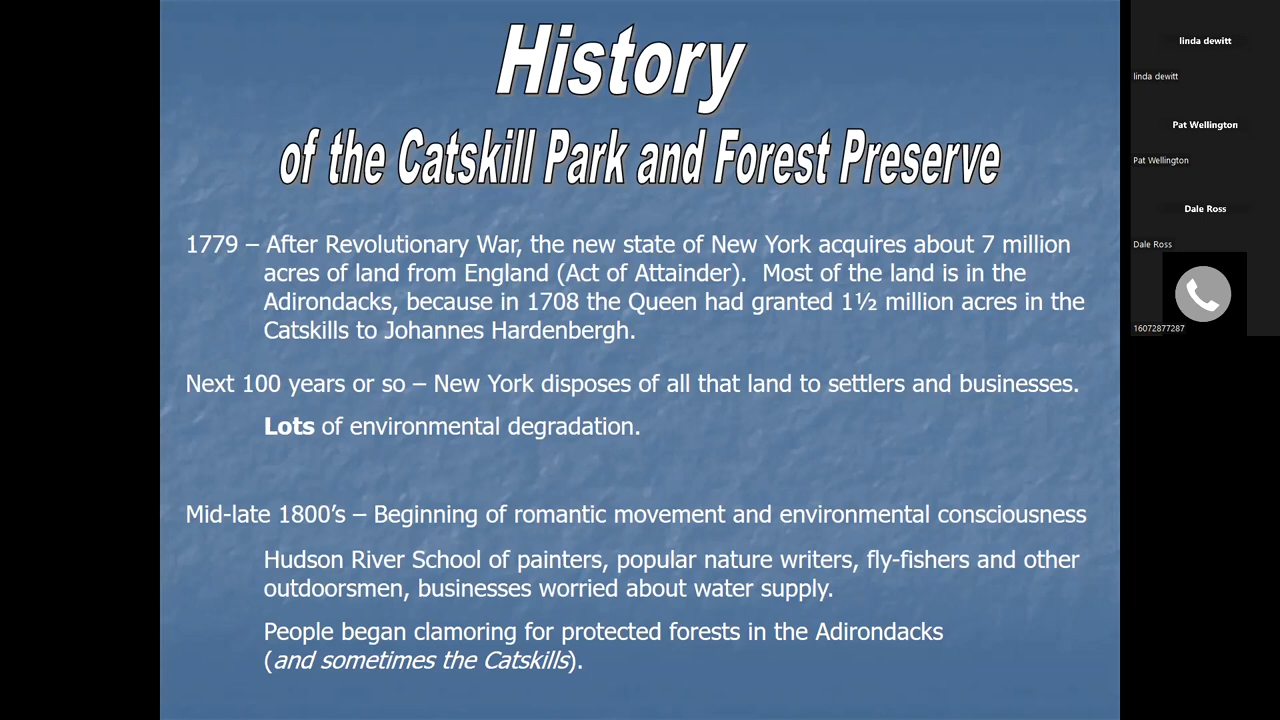 History
of the Catskill Park and Forest Preserve
1779 – After Revolutionary War, the new state of New York acquires about 7 million
acres of land from England (Act of Attainder).  Most of the land is in the
Adirondacks, because in 1708 the Queen had granted 1½ million acres in the
Catskills to Johannes Hardenbergh.
Next 100 years or so – New York disposes of all that land to settlers and businesses.
Lots of environmental degradation.
Mid-late 1800’s – Beginning of romantic movement and environmental consciousness
Hudson River School of painters, popular nature writers, fly-fishers and other
outdoorsmen, businesses worried about water supply.
People began clamoring for protected forests in the Adirondacks
(and sometimes the Catskills).
linda dewitt
linda dewitt
Pat Wellington
Pat Wellington
Dale Ross
Dale Ross
16072877287